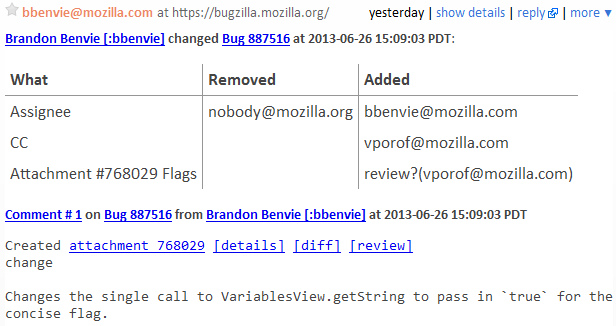 bbenvie@mozilla.com at https://bugzilla.mozilla.org/ yesterday | show details | reply | more ▼
Brandon Benvie [:bbenvie] changed Bug 887516 at 2013-06-26 15:09:03 PDT:
What Removed Added
Assignee nobody@mozilla.org bbenvie@mozilla.com
CC vporof@mozilla.com
Attachment #768029 Flags review?(vporof@mozilla.com)
Comment # 1 on Bug 887516 from Brandon Benvie [:bbenvie] at 2013-06-26 15:09:03 PDT
Created attachment 768029 [details] [diff] [review]
change
Changes the single call to VariablesView.getString to pass in `true` for the
concise flag.